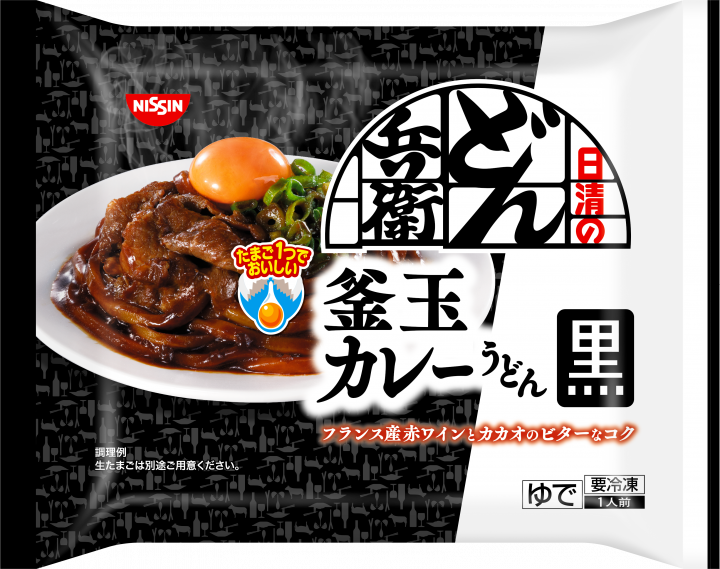 NISSIN
日清の
どん
兵衛
たまご1つで
おいしい
釜玉
カレーうどん
黒
フランス産赤ワインとカカオのビターなコク
調理例
生たまごは別途ご用意ください。
ゆで
要冷凍
1人前